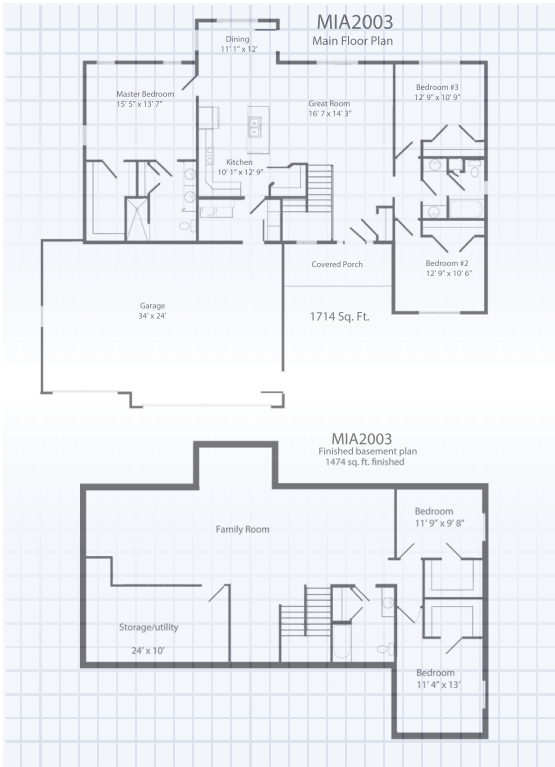 MIA2003
Main Floor Plan
Dining
11' 1" x 12'
Master Bedroom
15' 5" x 13' 7"
Great Room
16' 7 x 14' 3"
Bedroom #3
12' 9" x 10' 9"
Kitchen
10' 1" x 12' 9"
Covered Porch
Bedroom #2
12' 9" x 10' 6"
Garage
34' x 24'
1714 Sq. Ft.
MIA2003
Finished basement plan
1474 sq. ft. finished
Bedroom
11' 9" x 9' 8"
Family Room
Storage/utility
24' x 10'
Bedroom
11' 4" x 13'